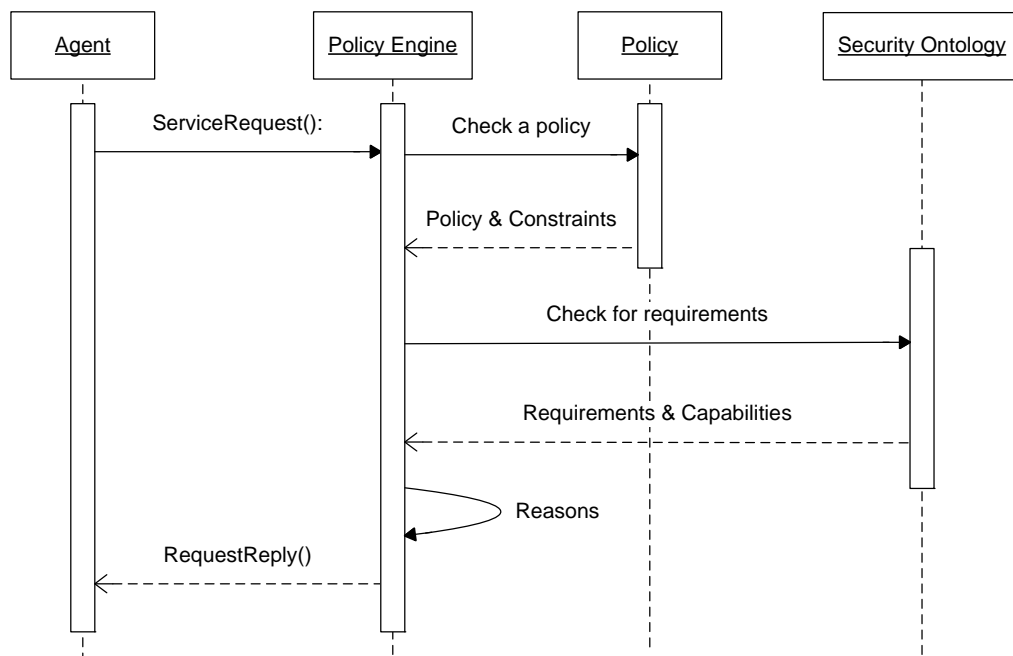 Agent
Policy Engine
Policy
Security Ontology
ServiceRequest():
Check a policy
Policy & Constraints
Check for requirements
Requirements & Capabilities
Reasons
RequestReply()